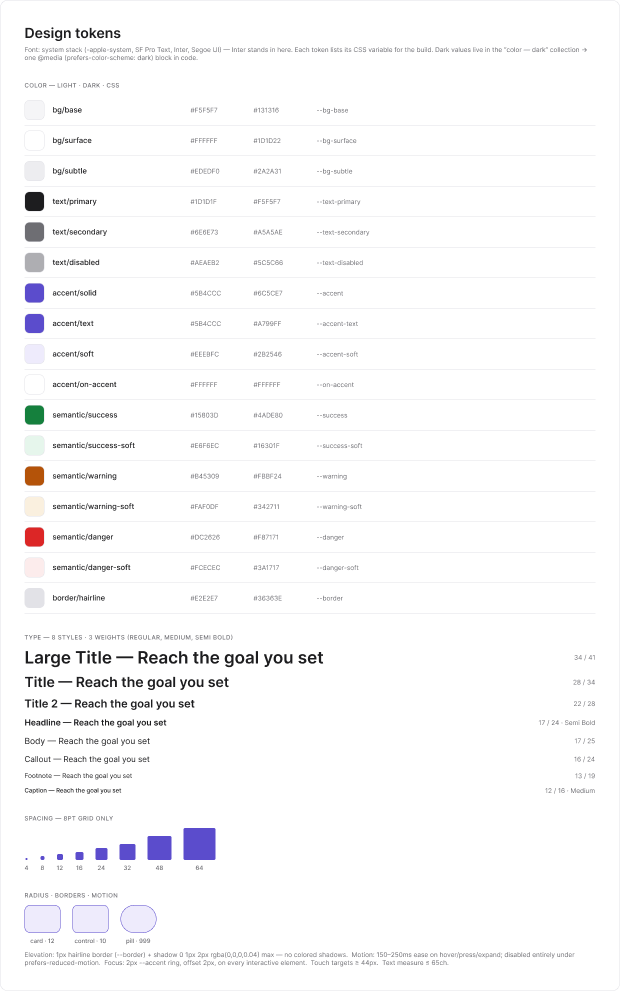 Design tokens
Font: system stack (-apple-system, SF Pro Text, Inter, Segoe UI) — Inter stands in here. Each token lists its CSS variable for the build. Dark values live in the "color — dark" collection →
one @media (prefers-color-scheme: dark) block in code.
COLOR — LIGHT · DARK · CSS
bg/base #F5F5F7 #131316 --bg-base
bg/surface #FFFFFF #1D1D22 --bg-surface
bg/subtle #EDEDF0 #2A2A31 --bg-subtle
text/primary #1D1D1F #F5F5F7 --text-primary
text/secondary #6E6E73 #A5A5AE --text-secondary
text/disabled #AEAEB2 #5C5C66 --text-disabled
accent/solid #5B4CCC #6C5CE7 --accent
accent/text #5B4CCC #A799FF --accent-text
accent/soft #EEEBFC #2B2546 --accent-soft
accent/on-accent #FFFFFF #FFFFFF --on-accent
semantic/success #15803D #4ADE80 --success
semantic/success-soft #E6F6EC #16301F --success-soft
semantic/warning #B45309 #FBBF24 --warning
semantic/warning-soft #FAF0DF #342711 --warning-soft
semantic/danger #DC2626 #F87171 --danger
semantic/danger-soft #FCECEC #3A1717 --danger-soft
border/hairline #E2E2E7 #36363E --border
TYPE — 8 STYLES · 3 WEIGHTS (REGULAR, MEDIUM, SEMI BOLD)
Large Title — Reach the goal you set 34 / 41
Title — Reach the goal you set 28 / 34
Title 2 — Reach the goal you set 22 / 28
Headline — Reach the goal you set 17 / 24 · Semi Bold
Body — Reach the goal you set 17 / 25
Callout — Reach the goal you set 16 / 24
Footnote — Reach the goal you set 13 / 19
Caption — Reach the goal you set 12 / 16 · Medium
SPACING — 8PT GRID ONLY
4 8 12 16 24 32 48 64
RADIUS · BORDERS · MOTION
card · 12 control · 10 pill · 999
Elevation: 1px hairline border (--border) + shadow 0 1px 2px rgba(0,0,0,0.04) max — no colored shadows. Motion: 150–250ms ease on hover/press/expand; disabled entirely under
prefers-reduced-motion. Focus: 2px --accent ring, offset 2px, on every interactive element. Touch targets ≥ 44px. Text measure ≤ 65ch.